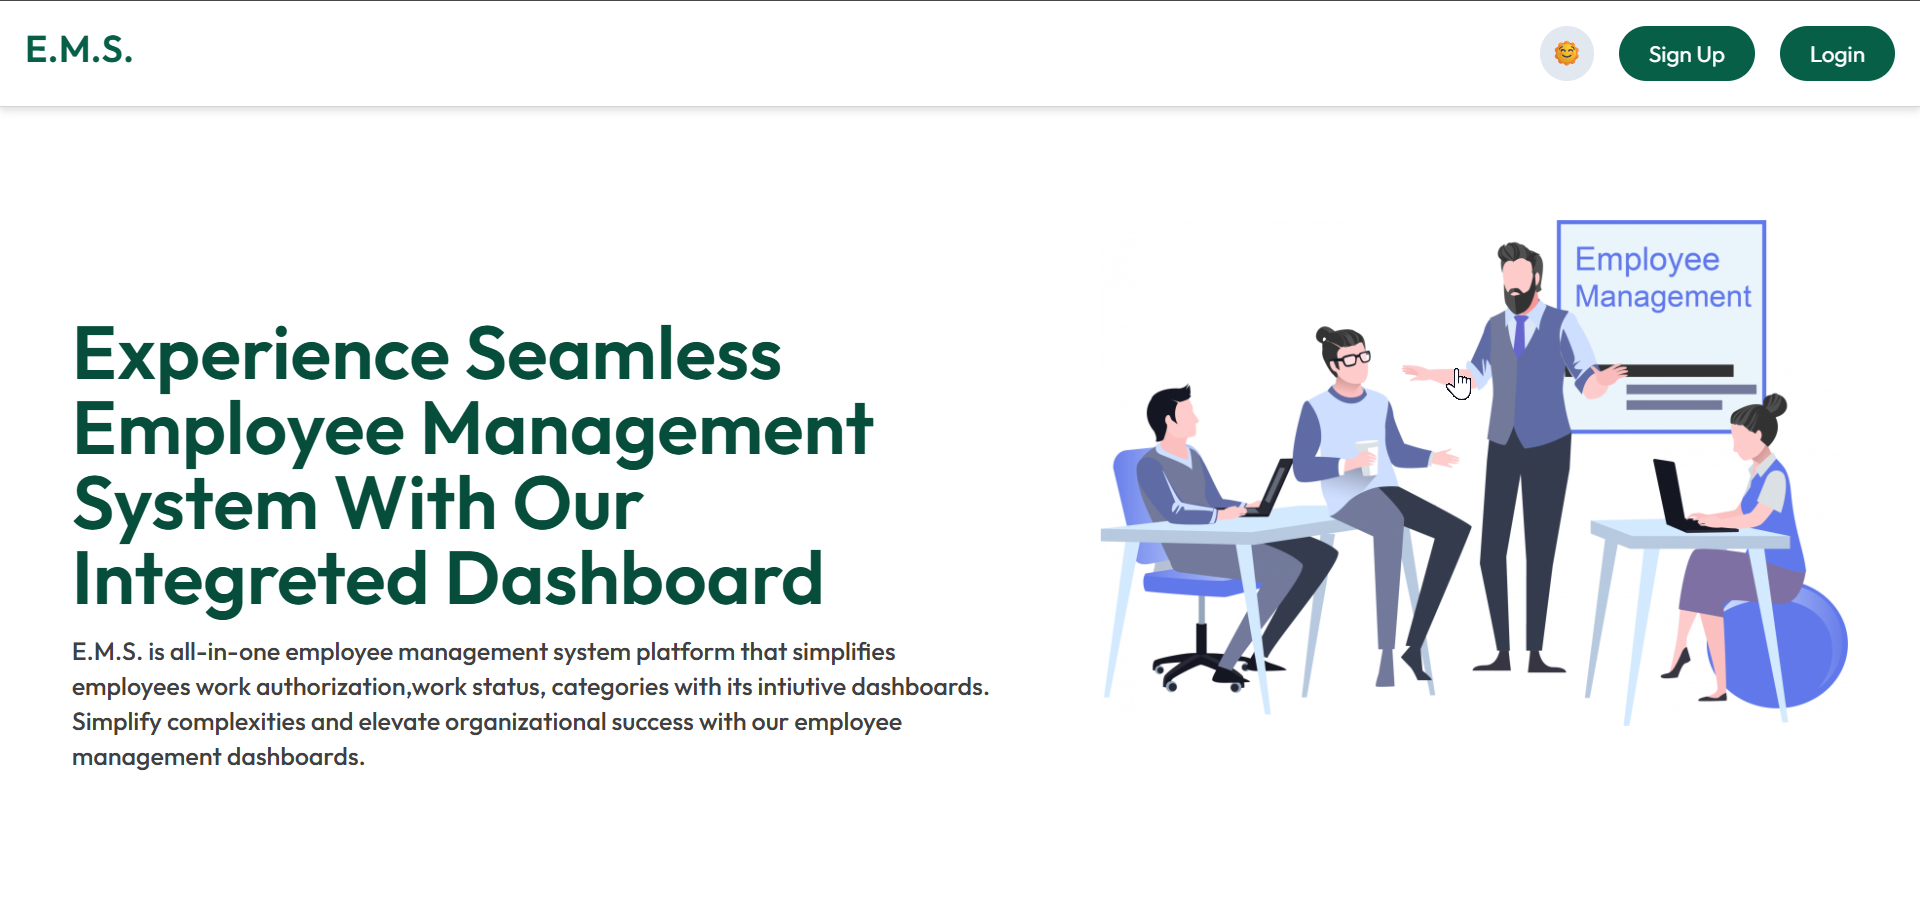 E.M.S.
Sign Up
Login
Employee
Management
Experience Seamless
Employee Management
System With Our
Integreted Dashboard
E.M.S. is all-in-one employee management system platform that simplifies
employees work authorization,work status, categories with its intiutive dashboards.
Simplify complexities and elevate organizational success with our employee
management dashboards.